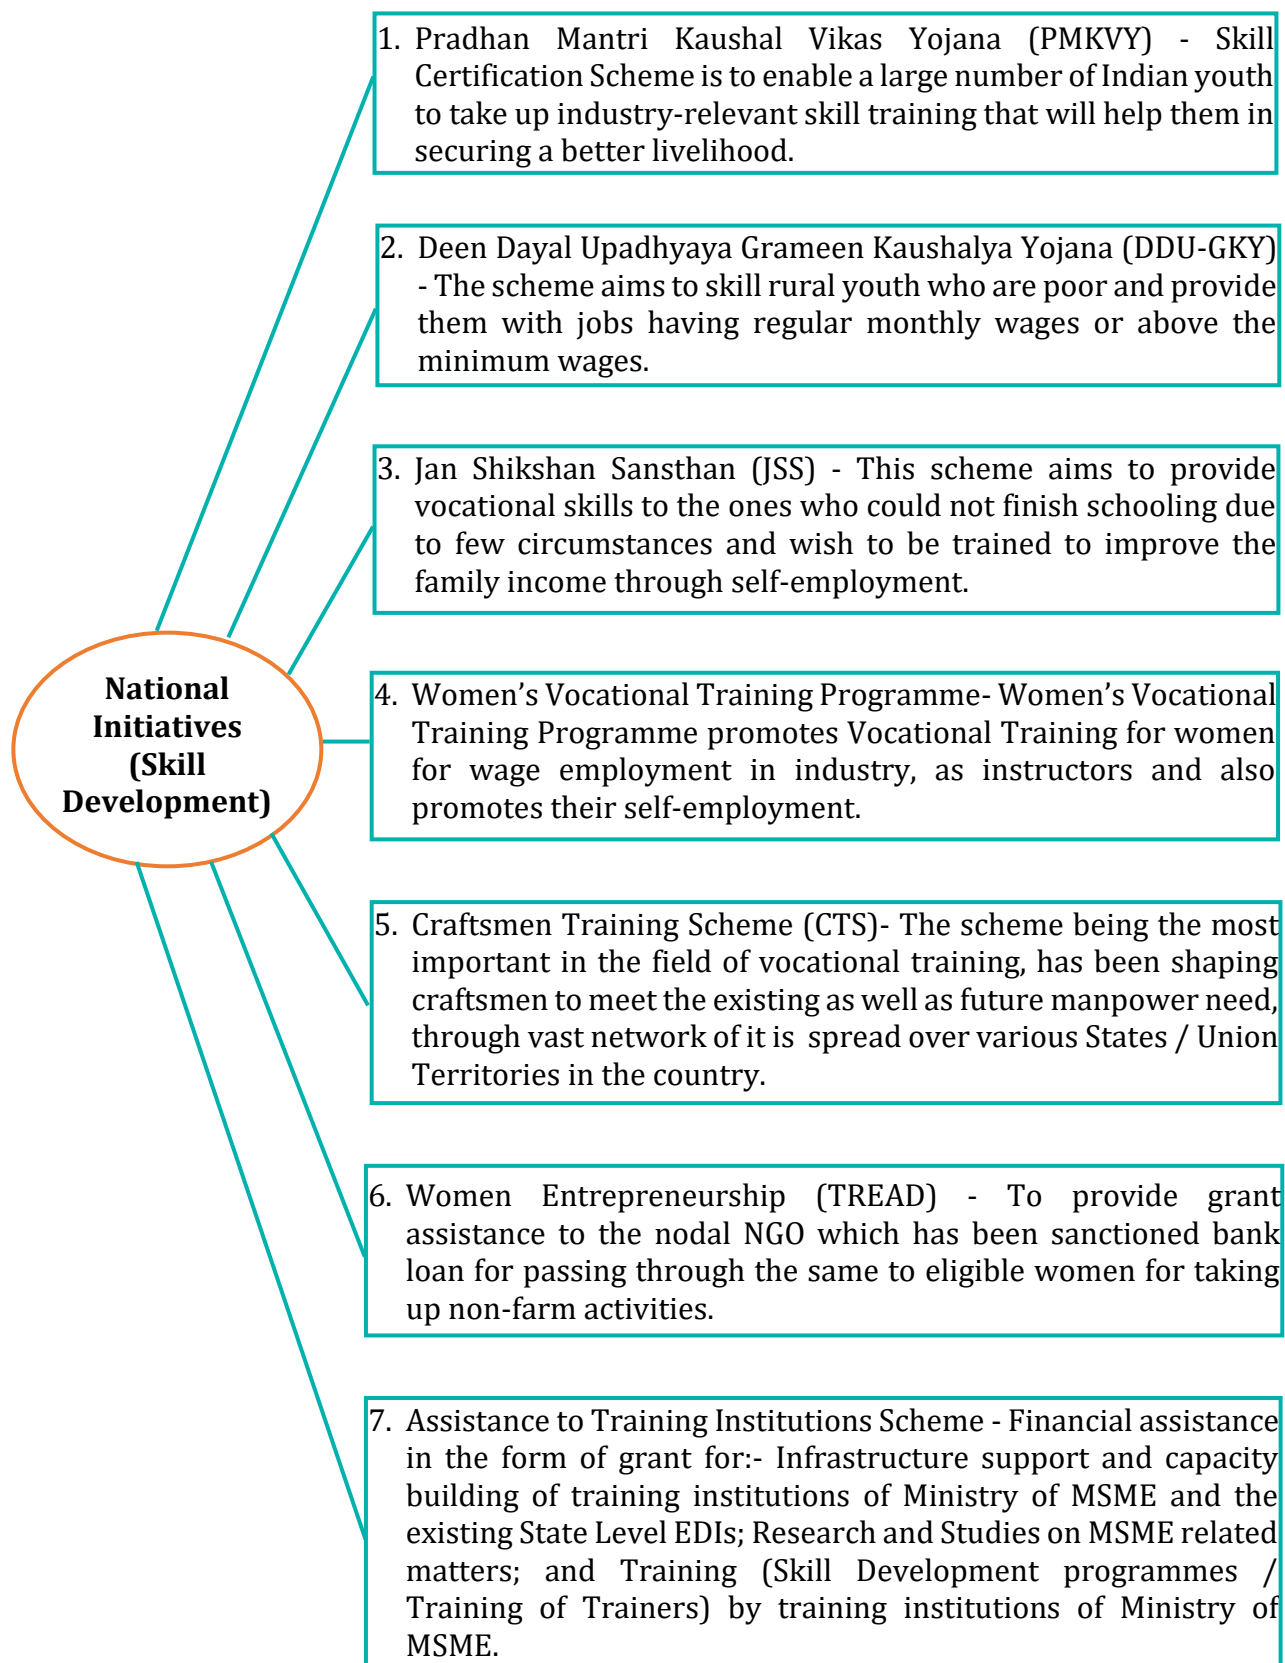 1. Pradhan Mantri Kaushal Vikas Yojana (PMKVY) - Skill
Certification Scheme is to enable a large number of Indian youth
to take up industry-relevant skill training that will help them in
securing a better livelihood.
2. Deen Dayal Upadhyaya Grameen Kaushalya Yojana (DDU-GKY)
- The scheme aims to skill rural youth who are poor and provide
them with jobs having regular monthly wages or above the
minimum wages.
3. Jan Shikshan Sansthan (JSS) - This scheme aims to provide
vocational skills to the ones who could not finish schooling due
to few circumstances and wish to be trained to improve the
family income through self-employment.
National
Initiatives
(Skill
Development)
4. Women’s Vocational Training Programme- Women’s Vocational
Training Programme promotes Vocational Training for women
for wage employment in industry, as instructors and also
promotes their self-employment.
5. Craftsmen Training Scheme (CTS)- The scheme being the most
important in the field of vocational training, has been shaping
craftsmen to meet the existing as well as future manpower need,
through vast network of it is spread over various States / Union
Territories in the country.
6. Women Entrepreneurship (TREAD) - To provide grant
assistance to the nodal NGO which has been sanctioned bank
loan for passing through the same to eligible women for taking
up non-farm activities.
7. Assistance to Training Institutions Scheme - Financial assistance
in the form of grant for:- Infrastructure support and capacity
building of training institutions of Ministry of MSME and the
existing State Level EDIs; Research and Studies on MSME related
matters; and Training (Skill Development programmes /
Training of Trainers) by training institutions of Ministry of
MSME.